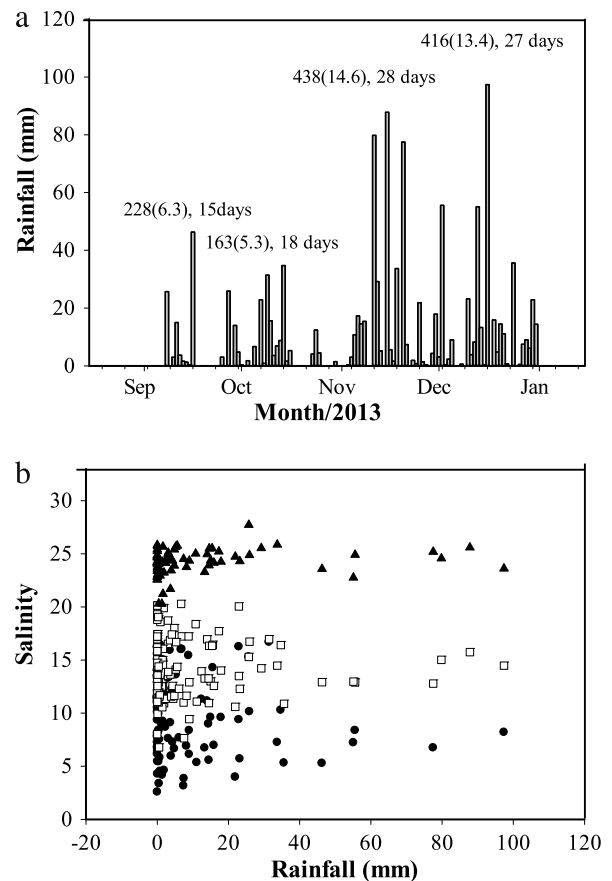 a
120
100
80
60
40
20
0
Rainfall (mm)
416(13.4), 27 days
438(14.6), 28 days
228(6.3), 15days
163(5.3), 18 days
Sep Oct Nov Dec Jan
Month/2013
b
30
25
20
15
10
5
0
Salinity
-20 0 20 40 60 80 100 120
Rainfall (mm)